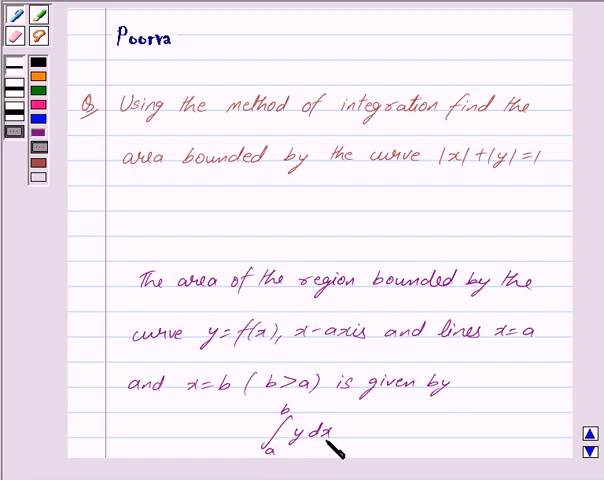 Poorva
Q Using the method of integration find the
area bounded by the curve |x|+|y|=1
The area of the region bounded by the
curve y=f(x), x-axis and lines x=a
and x=b (b>a) is given by
∫ₐᵇ y dx